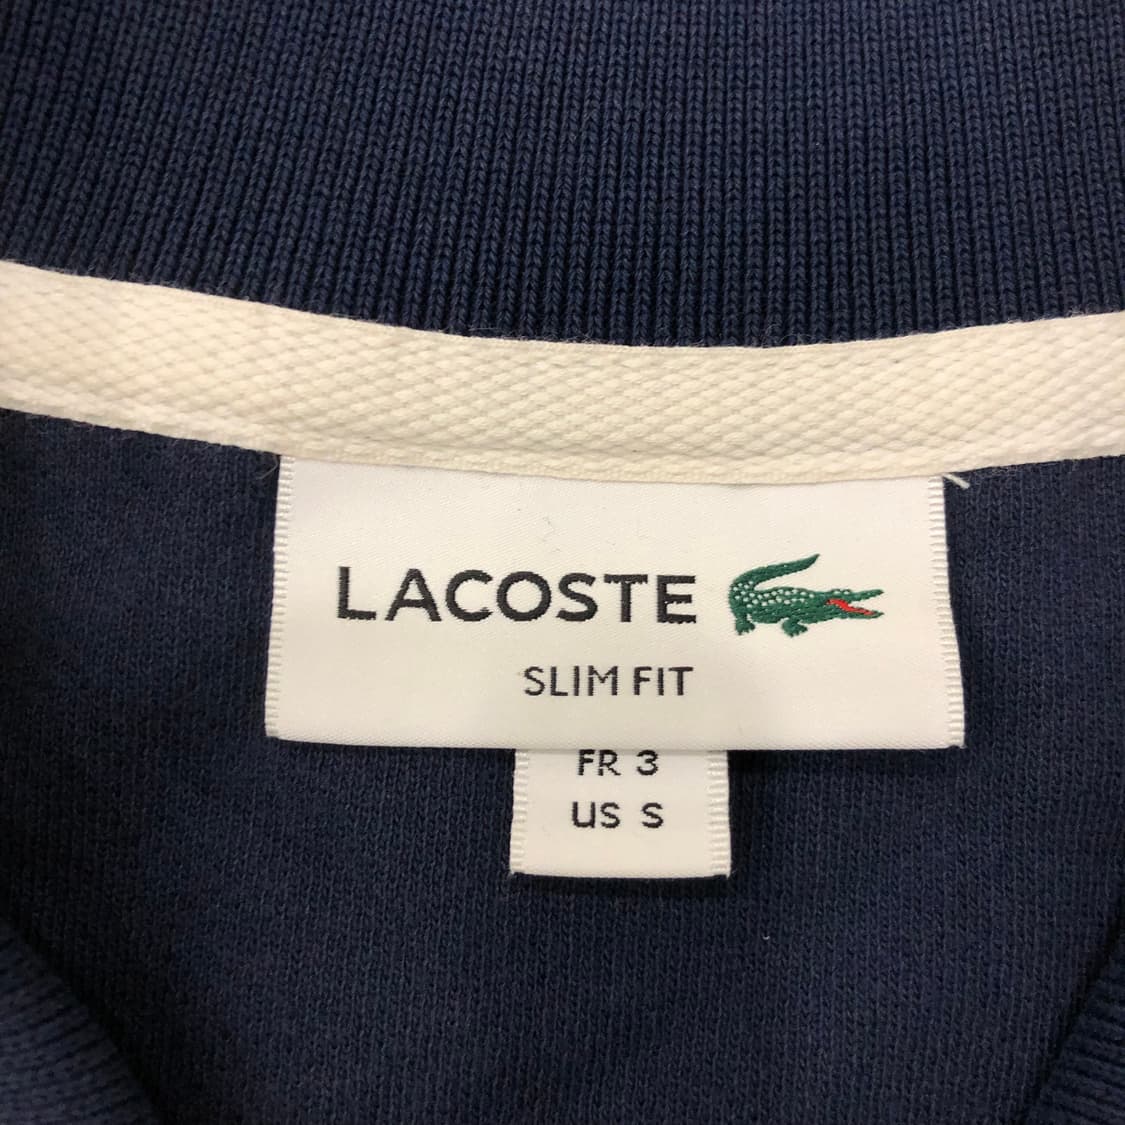 LACOSTE
SLIM FIT
FR 3
US S